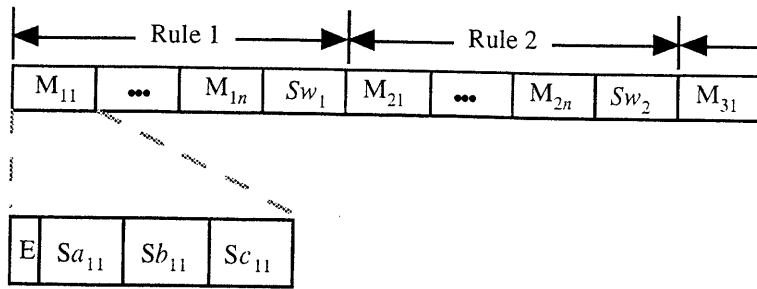 Rule 1 Rule 2
M₁₁ ••• M₁ₙ Sw₁ M₂₁ ••• M₂ₙ Sw₂ M₃₁
E Sa₁₁ Sb₁₁ Sc₁₁